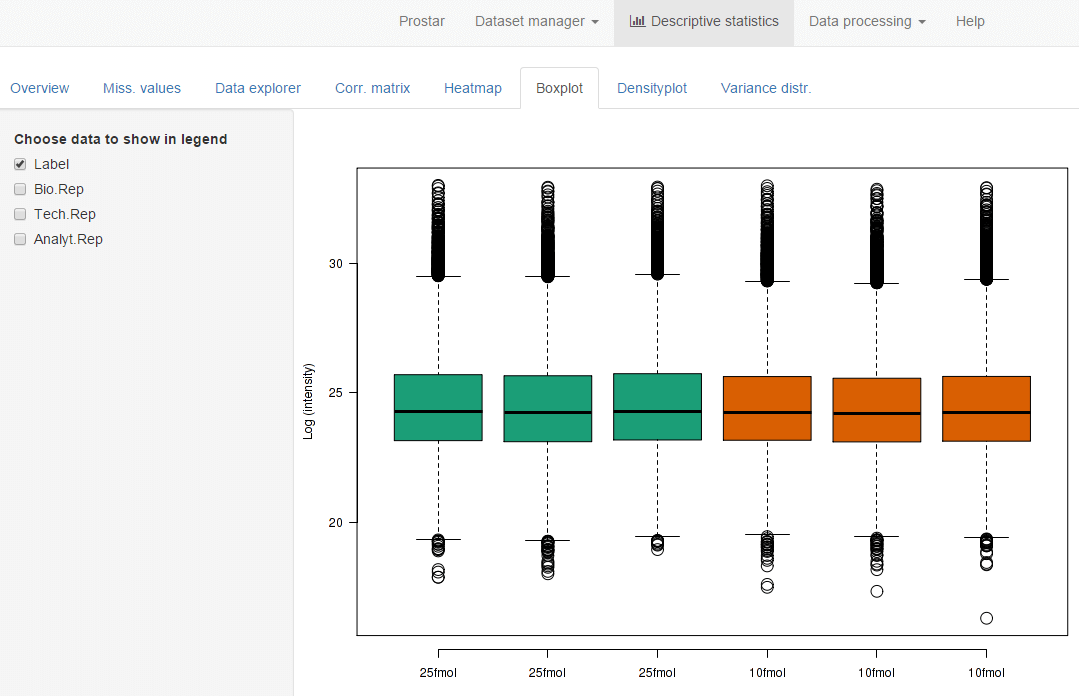 Prostar Dataset manager Descriptive statistics Data processing Help
Overview Miss. values Data explorer Corr. matrix Heatmap Boxplot Densityplot Variance distr.
Choose data to show in legend
Label
Bio.Rep
Tech.Rep
Analyt.Rep
Log (intensity)
30
25
20
25fmol 25fmol 25fmol 10fmol 10fmol 10fmol